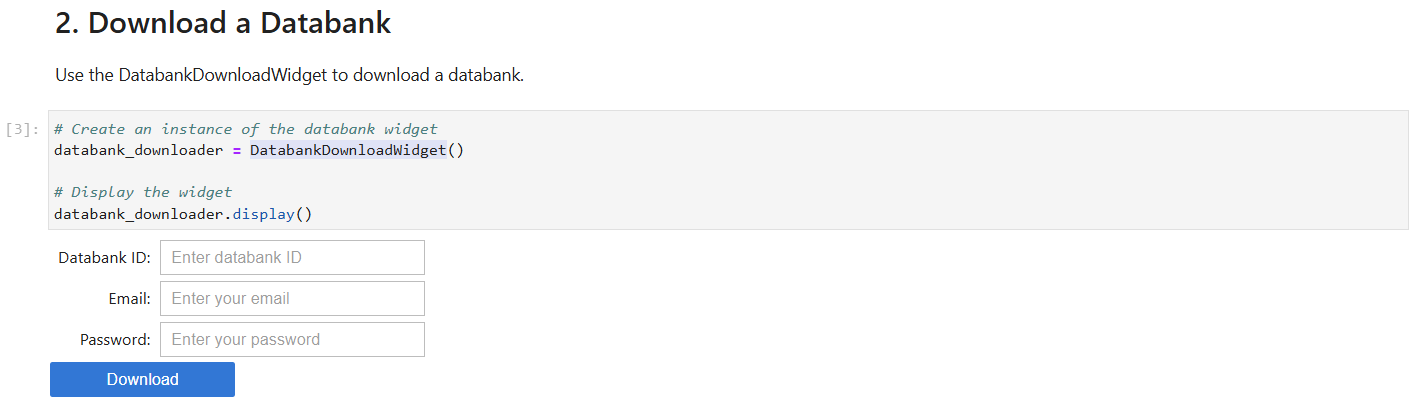 2. Download a Databank
Use the DatabankDownloadWidget to download a databank.
[3]:
# Create an instance of the databank widget
databank_downloader = DatabankDownloadWidget()
# Display the widget
databank_downloader.display()
Databank ID: Enter databank ID
Email: Enter your email
Password: Enter your password
Download